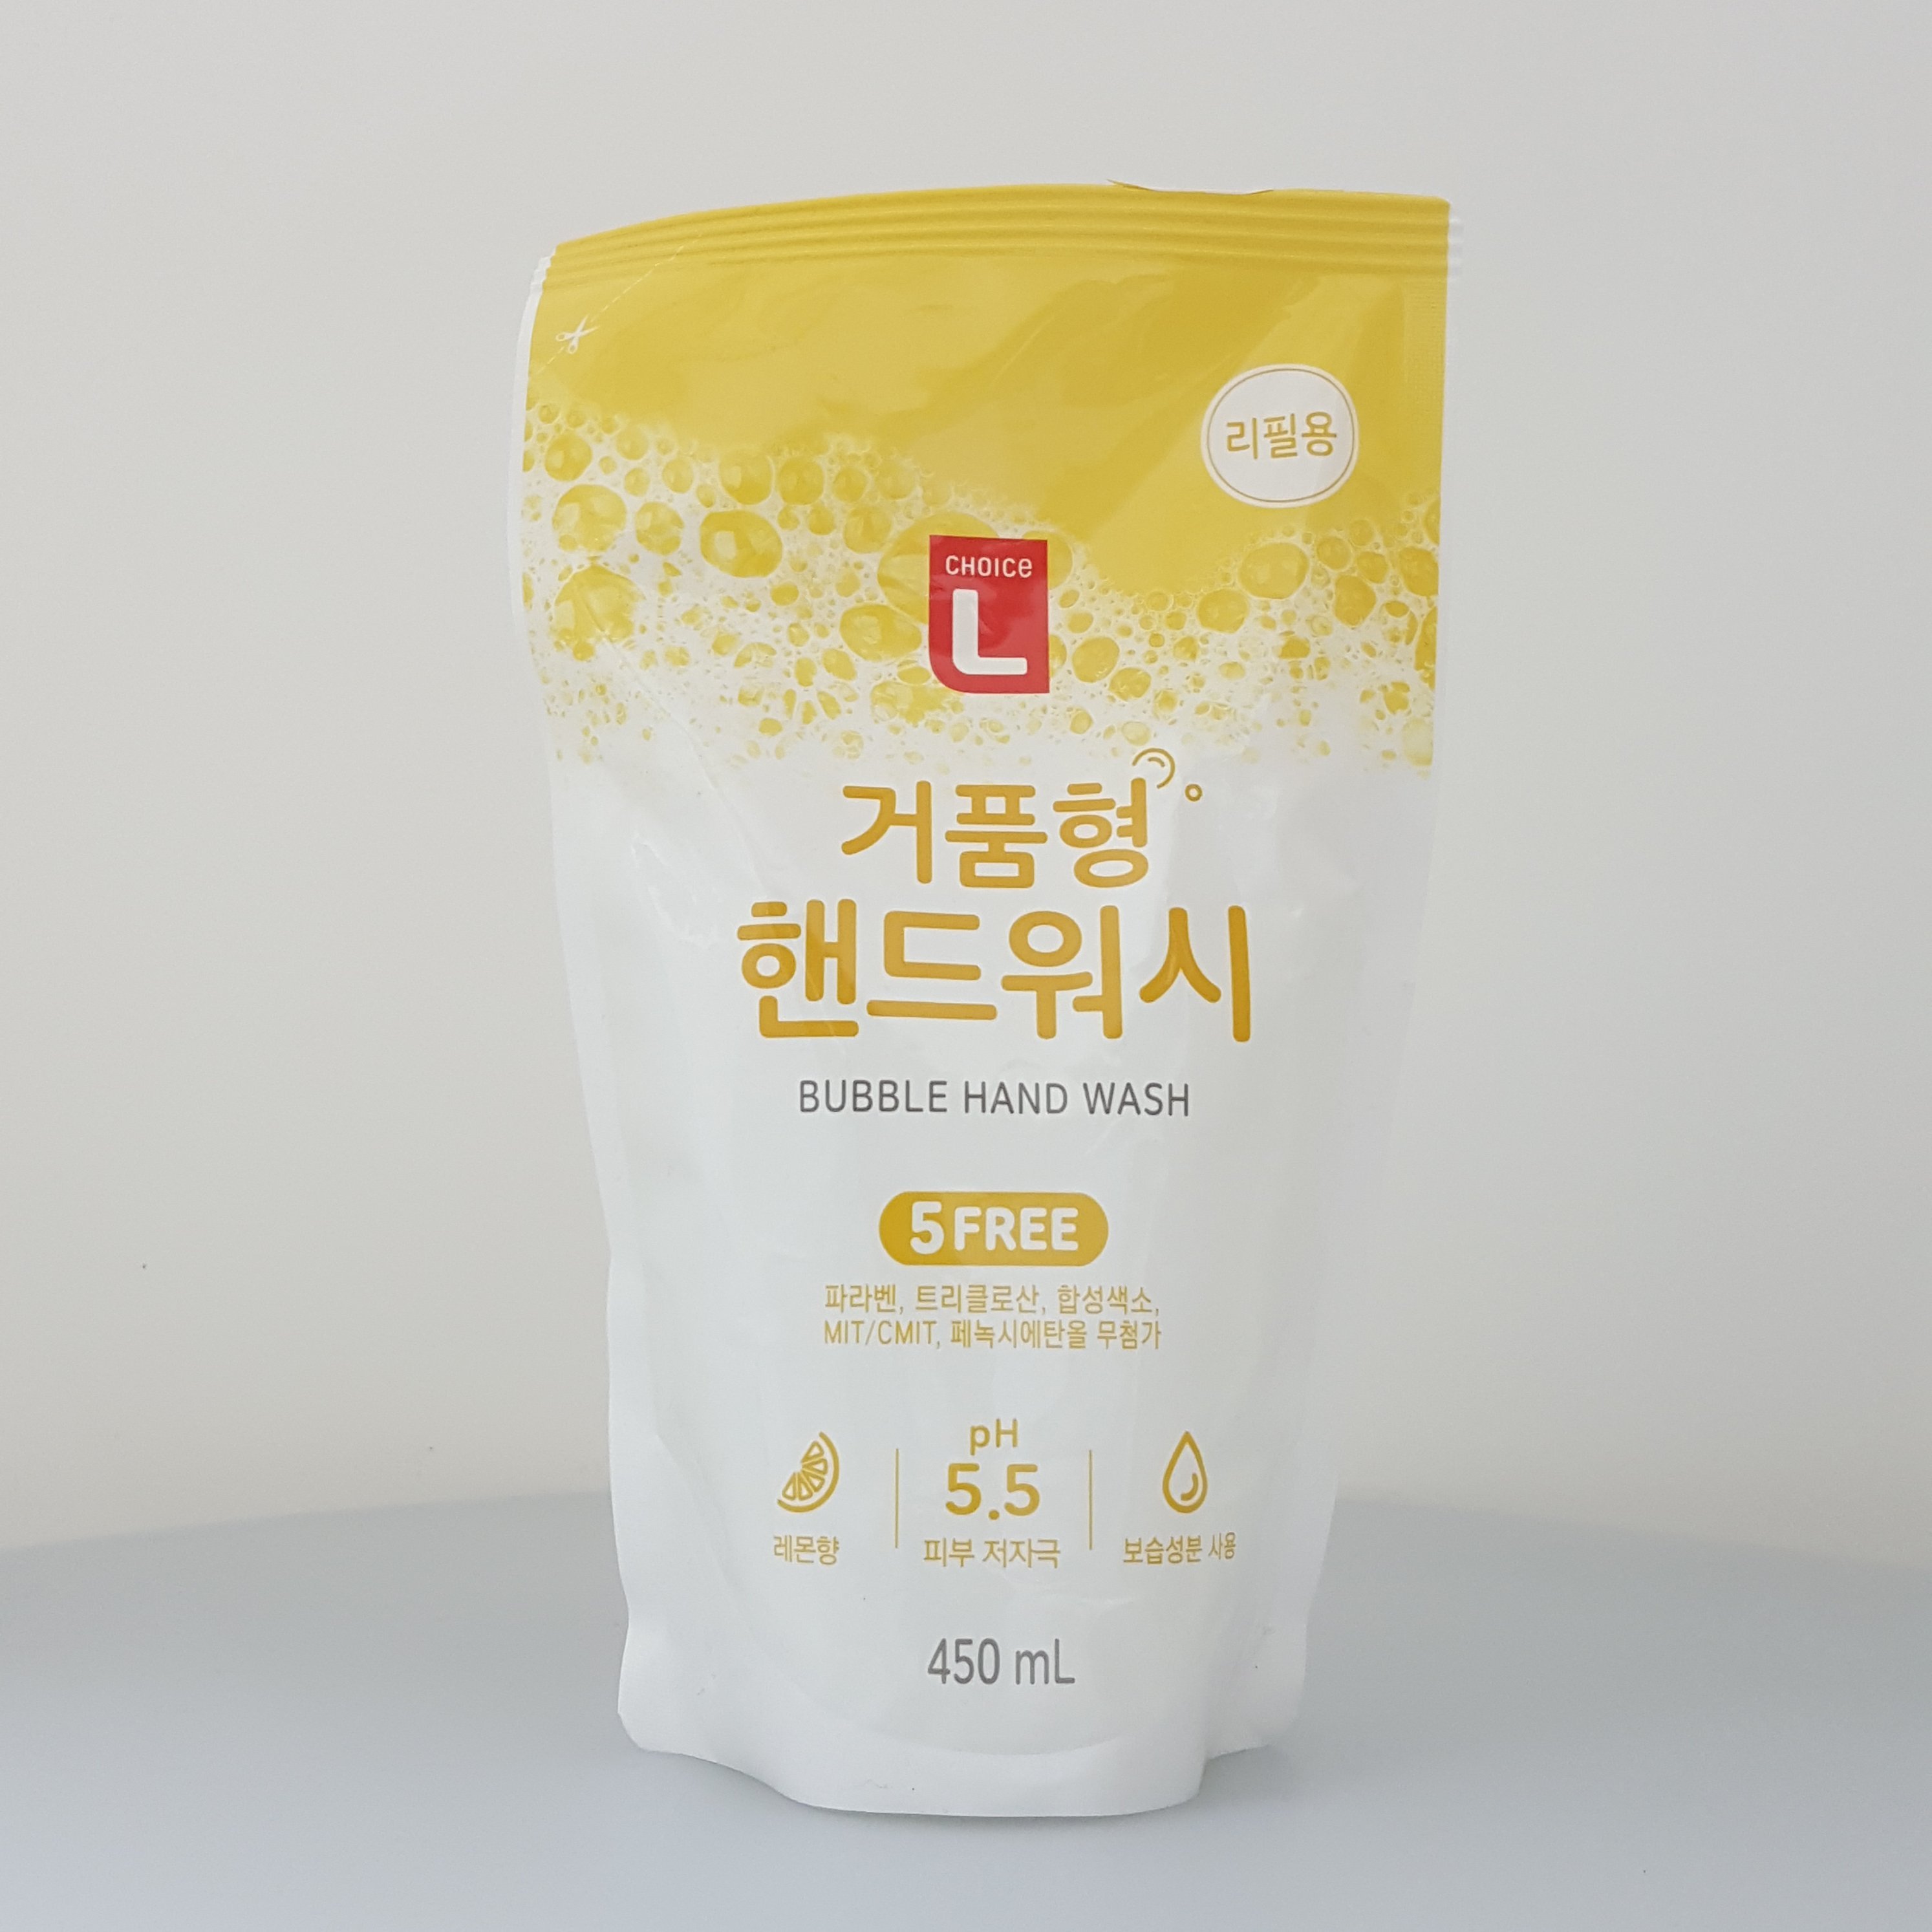 리필용
CHOICe
L
거품형
핸드워시
BUBBLE HAND WASH
5 FREE
파라벤, 트리클로산, 합성색소,
MIT/CMIT, 페녹시에탄올 무첨가
pH
5.5
레몬향
피부 저자극
보습성분 사용
450 mL